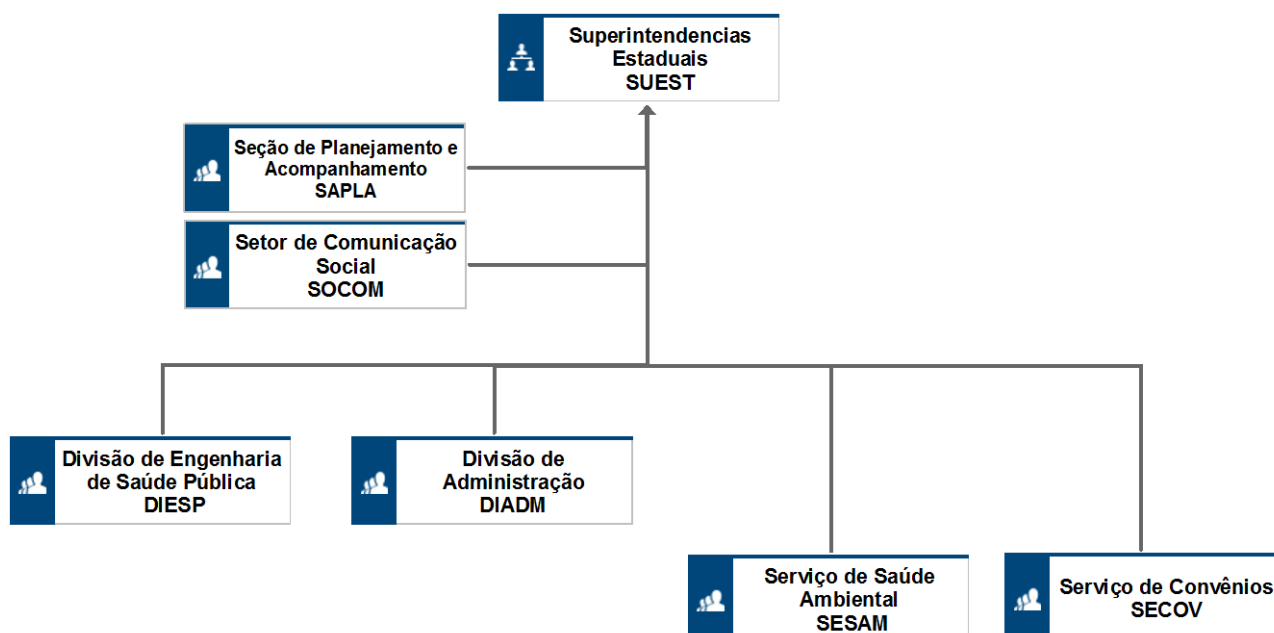 Superintendencias
Estaduais
SUEST
Seção de Planejamento e
Acompanhamento
SAPLA
Setor de Comunicação
Social
SOCOM
Divisão de Engenharia
de Saúde Pública
DIESP
Divisão de
Administração
DIADM
Serviço de Saúde
Ambiental
SESAM
Serviço de Convênios
SECOV